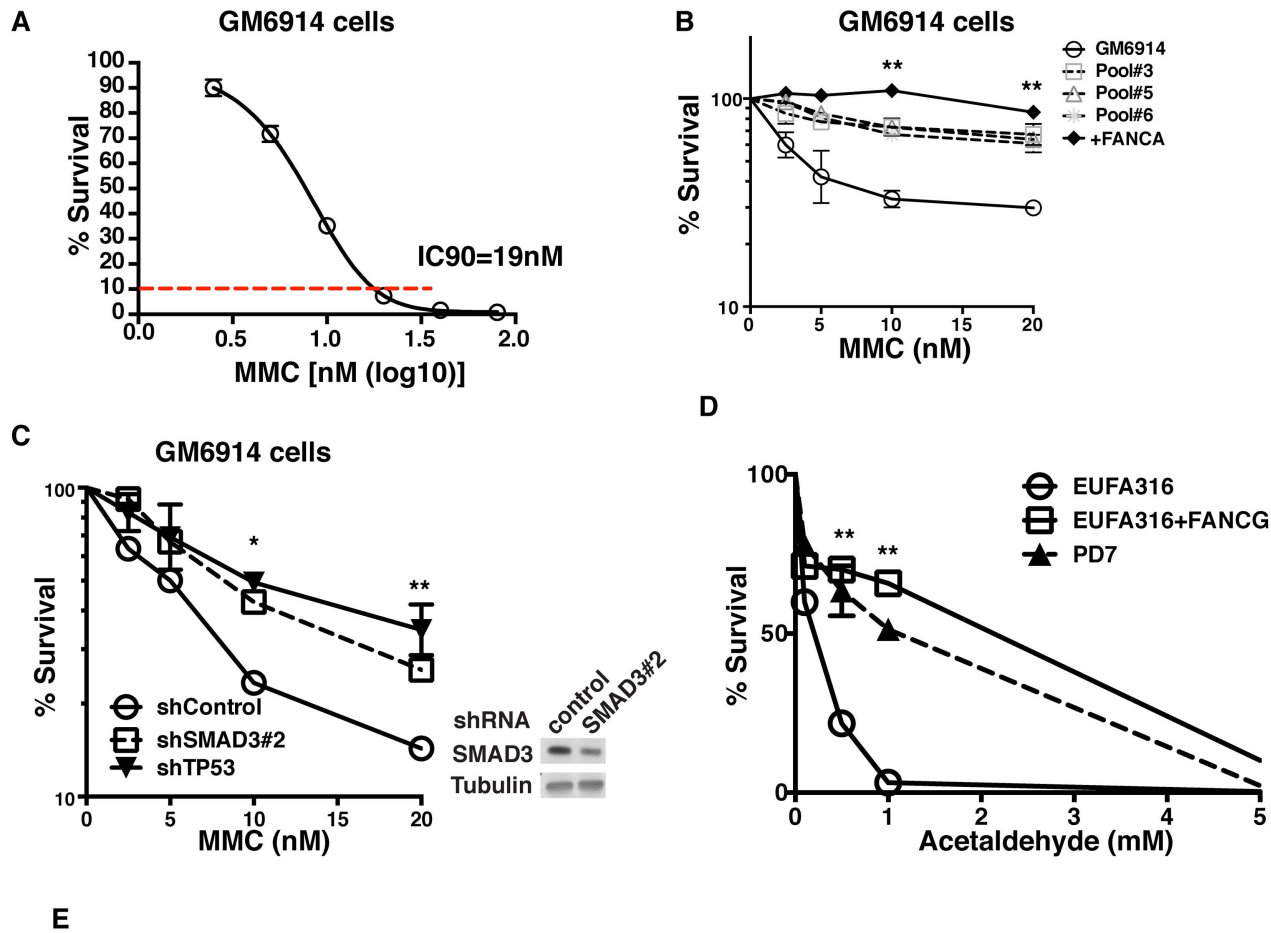 A
GM6914 cells
% Survival
100
90
80
70
60
50
40
30
20
10
0
IC90=19nM
0.0
0.5
1.0
1.5
2.0
MMC [nM (log10)]
B
GM6914 cells
% Survival
100
10
**
**
GM6914
Pool#3
Pool#5
Pool#6
+FANCA
0
5
10
15
20
MMC (nM)
C
GM6914 cells
% Survival
100
10
*
**
shControl
shSMAD3#2
shTP53
0
5
10
15
20
MMC (nM)
shRNA
control
SMAD3#2
SMAD3
Tubulin
D
% Survival
100
50
0
**
**
EUFA316
EUFA316+FANCG
PD7
0
1
2
3
4
5
Acetaldehyde (mM)
E